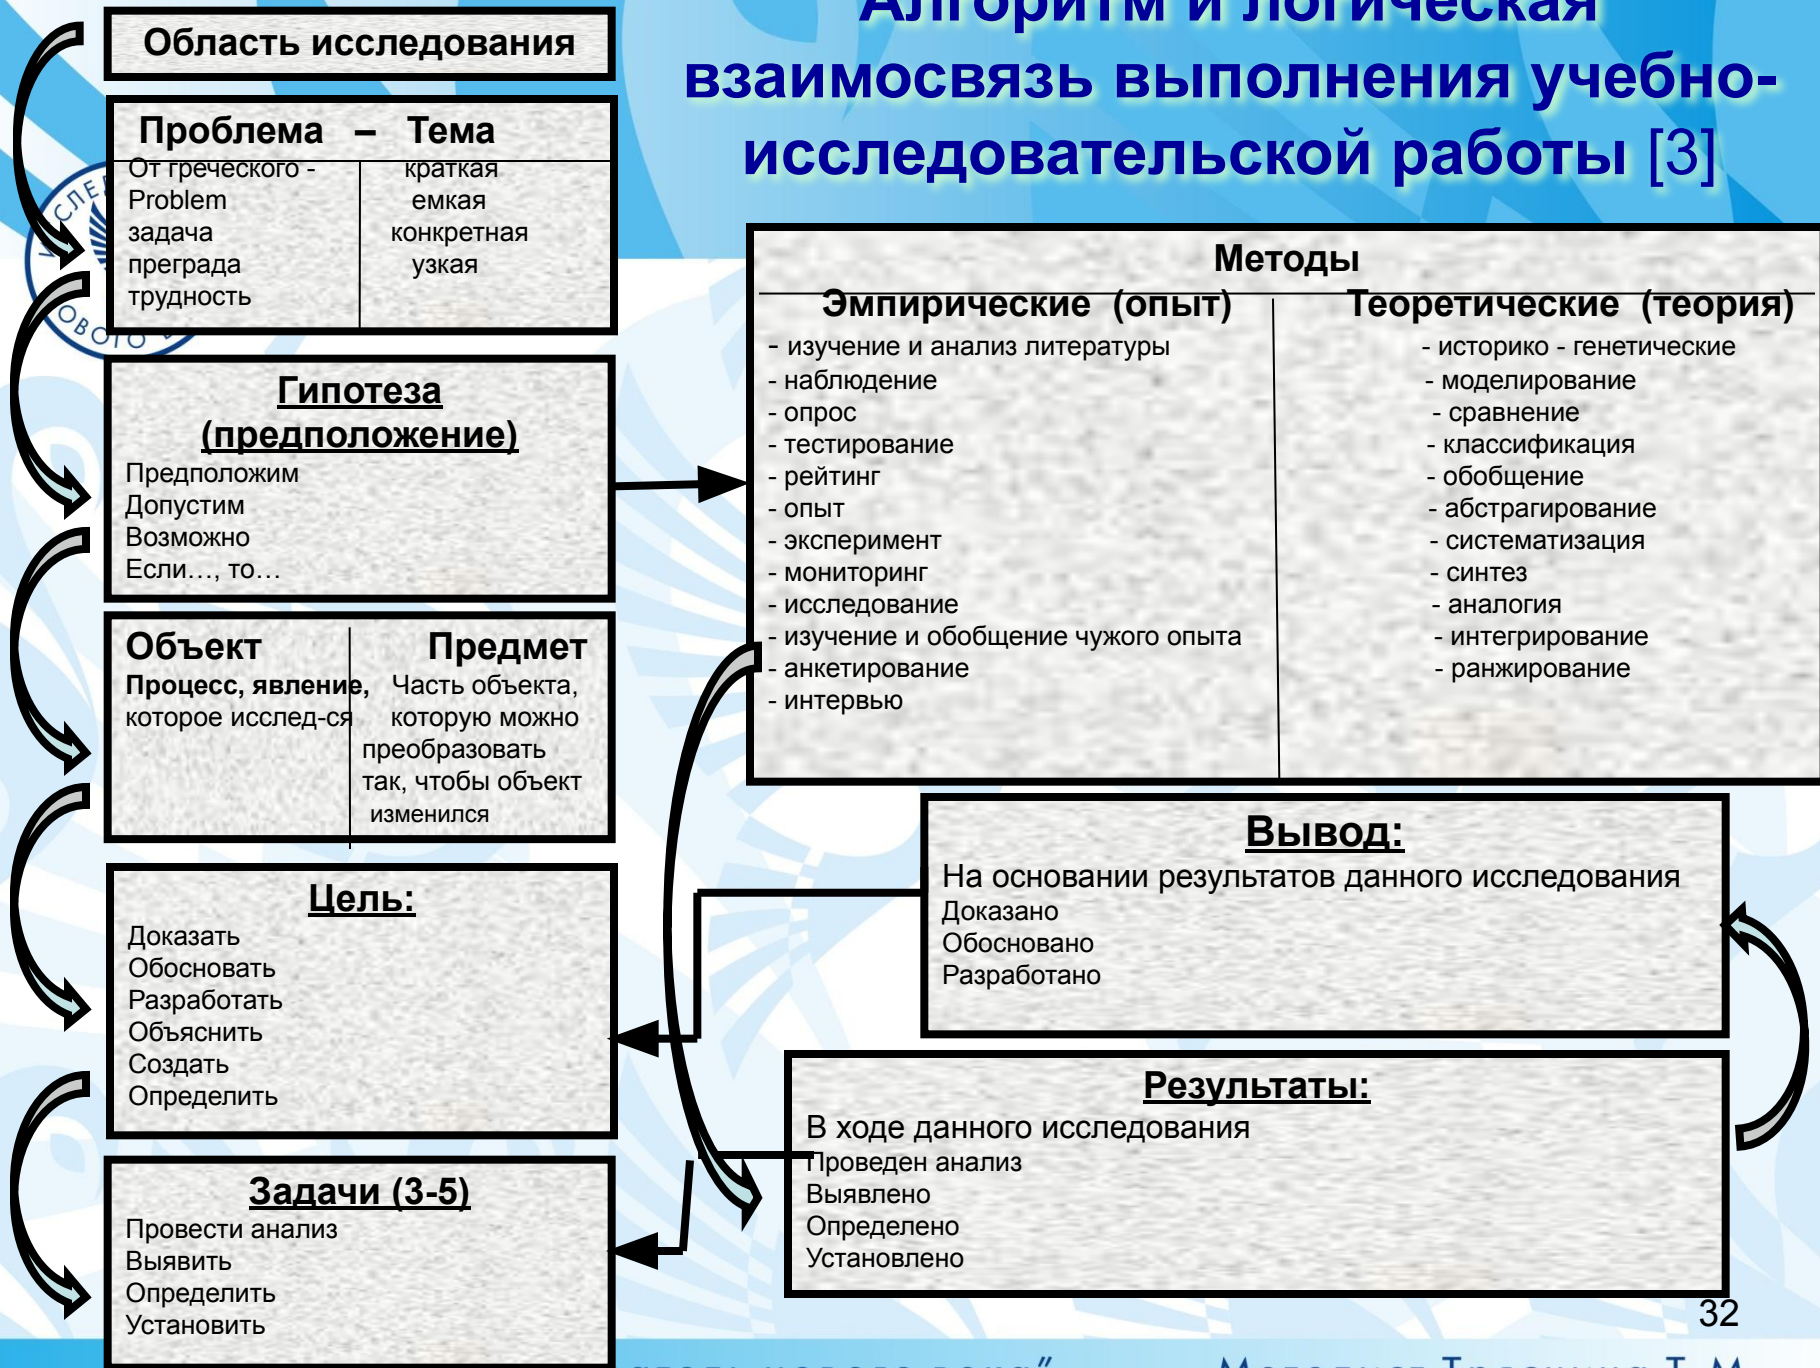 Алгоритм и логическая
взаимосвязь выполнения учебно-
исследовательской работы [3]
Область исследования
Проблема – Тема
От греческого -
Problem
задача
преграда
трудность
краткая
емкая
конкретная
узкая
Гипотеза
(предположение)
Предположим
Допустим
Возможно
Если…, то…
Объект
Процесс, явление,
которое исслед-ся
Предмет
Часть объекта,
которую можно
преобразовать
так, чтобы объект
изменился
Цель:
Доказать
Обосновать
Разработать
Объяснить
Создать
Определить
Задачи (3-5)
Провести анализ
Выявить
Определить
Установить
Методы
Эмпирические (опыт)
- изучение и анализ литературы
- наблюдение
- опрос
- тестирование
- рейтинг
- опыт
- эксперимент
- мониторинг
- исследование
- изучение и обобщение чужого опыта
- анкетирование
- интервью
Теоретические (теория)
- историко - генетические
- моделирование
- сравнение
- классификация
- обобщение
- абстрагирование
- систематизация
- синтез
- аналогия
- интегрирование
- ранжирование
Вывод:
На основании результатов данного исследования
Доказано
Обосновано
Разработано
Результаты:
В ходе данного исследования
Проведен анализ
Выявлено
Определено
Установлено
32
нового века"